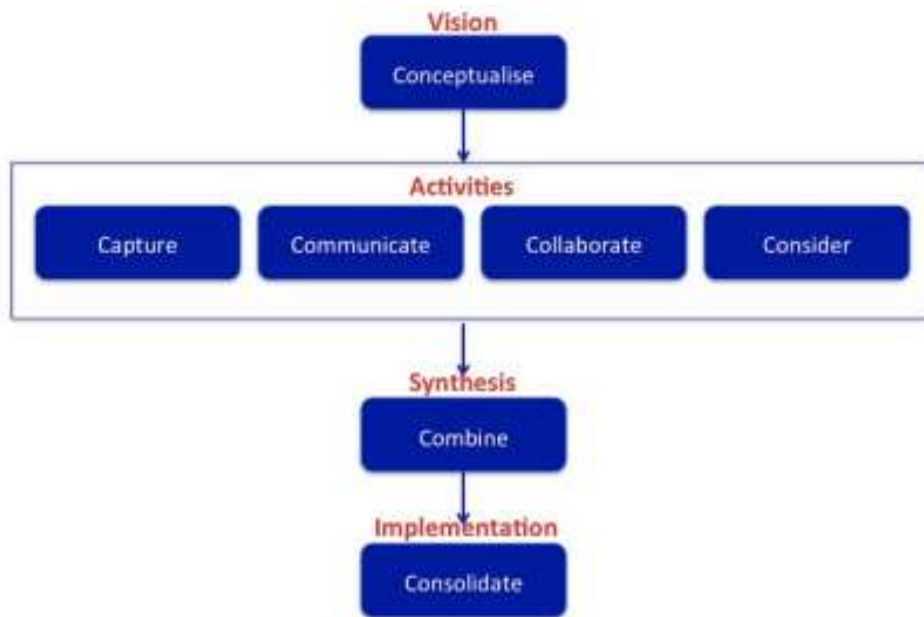 Vision
Conceptualise
Activities
Capture Communicate Collaborate Consider
Synthesis
Combine
Implementation
Consolidate